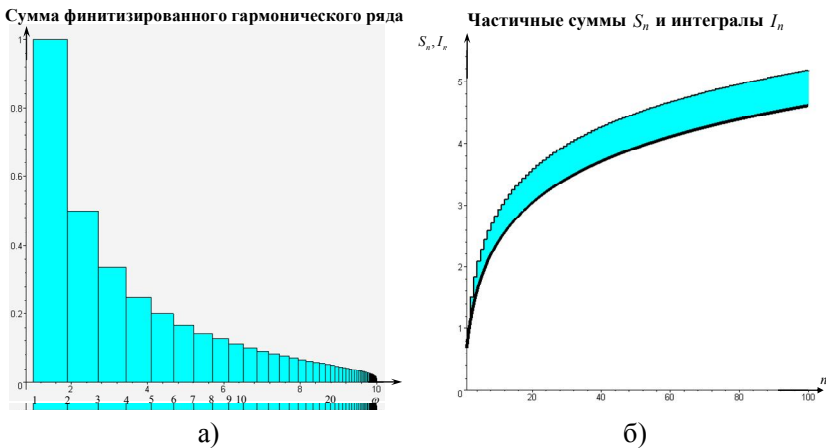 Сумма финитизированного гармонического ряда
1
0.8
0.6
0.4
0.2
0
2 4 6 8 10
1 2 3 4 5 6 7 8 9 10 20 ω
а)
Частичные суммы Sₙ и интегралы Iₙ
Sₙ, Iₙ
5
4
3
2
1
0
20 40 60 80 100
n
б)